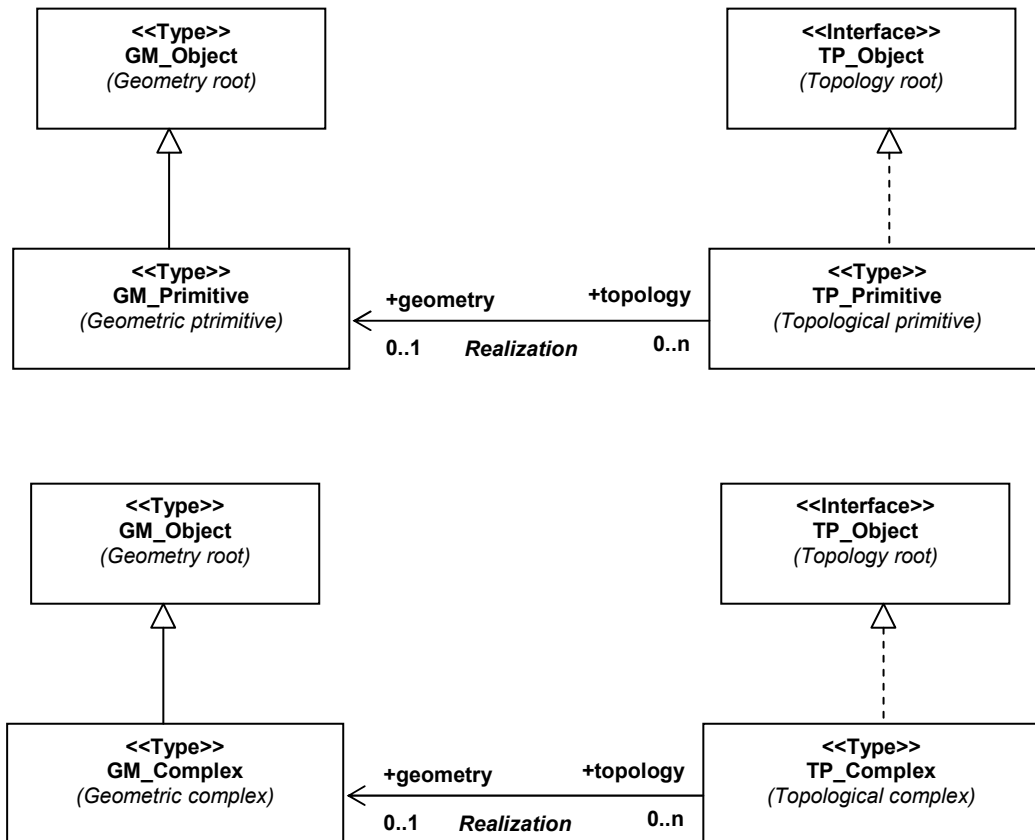 <<Type>>
GM_Object
(Geometry root)
<<Interface>>
TP_Object
(Topology root)
<<Type>>
GM_Primitive
(Geometric ptrimitive)
+geometry
+topology
0..1
Realization
0..n
<<Type>>
TP_Primitive
(Topological primitive)
<<Type>>
GM_Object
(Geometry root)
<<Interface>>
TP_Object
(Topology root)
<<Type>>
GM_Complex
(Geometric complex)
+geometry
+topology
0..1
Realization
0..n
<<Type>>
TP_Complex
(Topological complex)